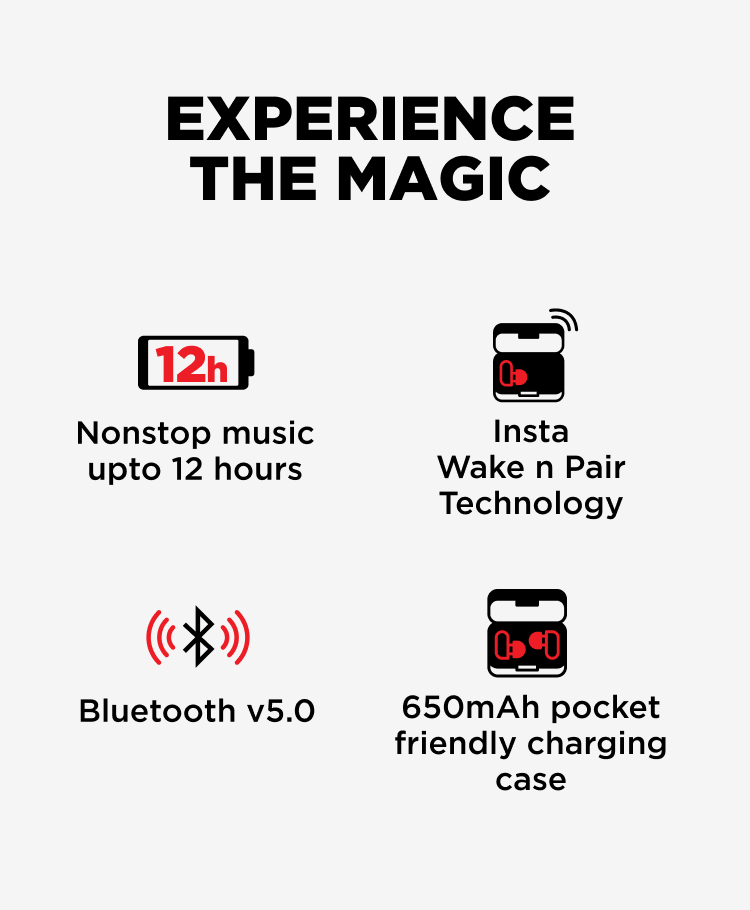 EXPERIENCE
THE MAGIC
12h
Nonstop music
upto 12 hours
Insta
Wake n Pair
Technology
Bluetooth v5.0
650mAh pocket
friendly charging
case